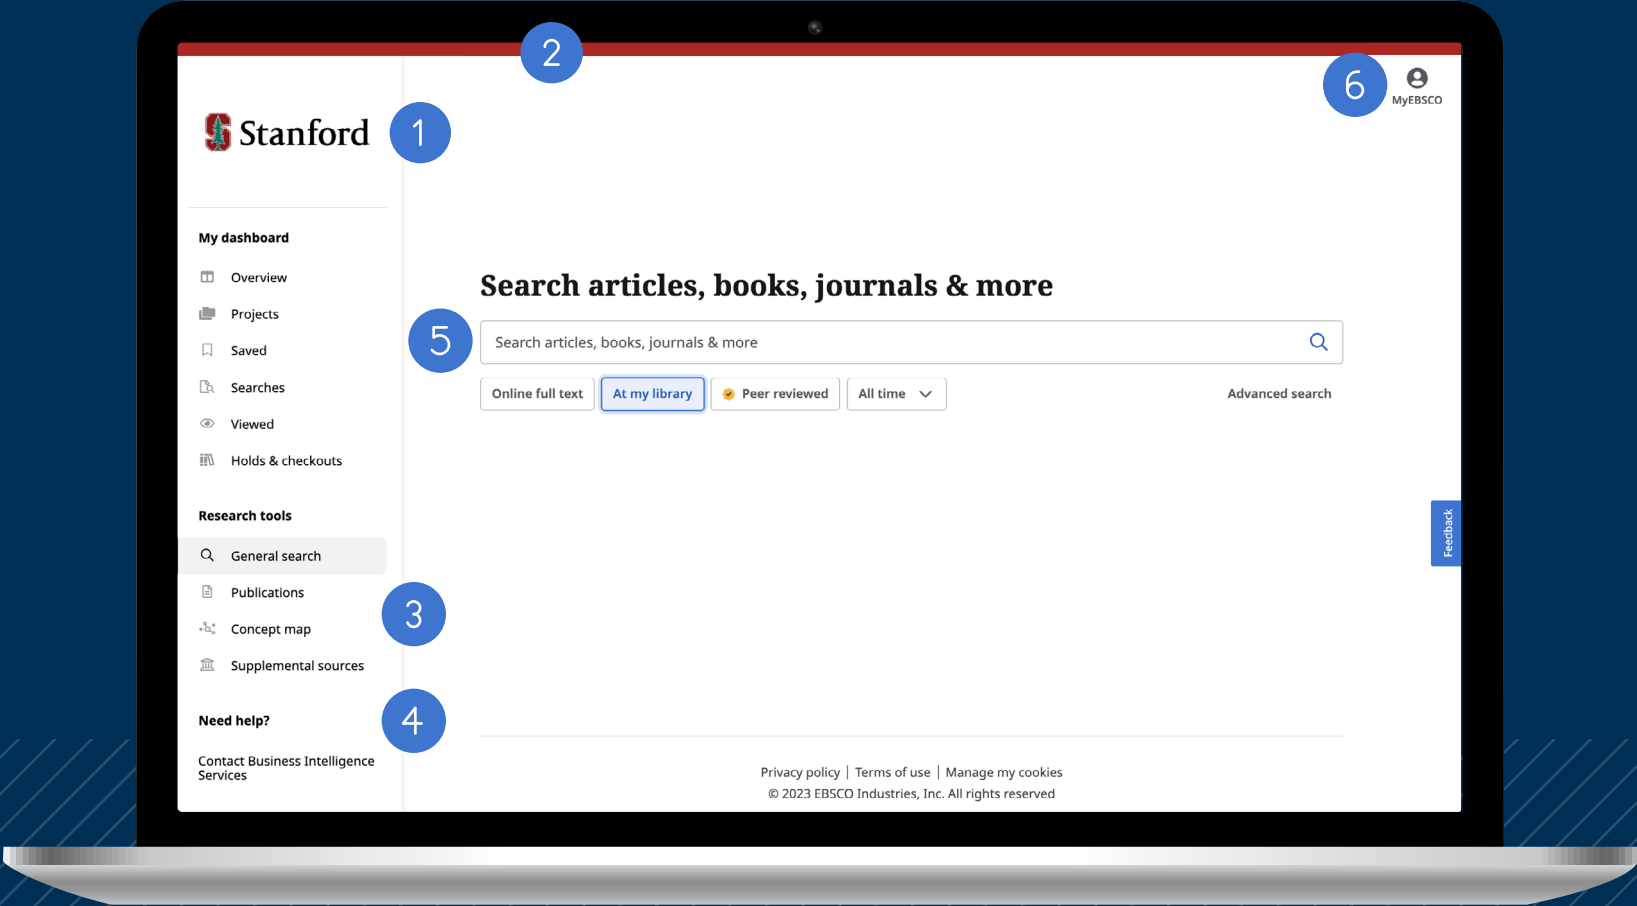 2
6
MyEBSCO
Stanford
1
My dashboard
Overview
Projects
Saved
Searches
Viewed
Holds & checkouts
Research tools
General search
Publications
Concept map
3
Supplemental sources
Need help?
4
Contact Business Intelligence
Services
Search articles, books, journals & more
5
Search articles, books, journals & more
Online full text
At my library
Peer reviewed
All time
Advanced search
Feedback
Privacy policy | Terms of use | Manage my cookies
© 2023 EBSCO Industries, Inc. All rights reserved